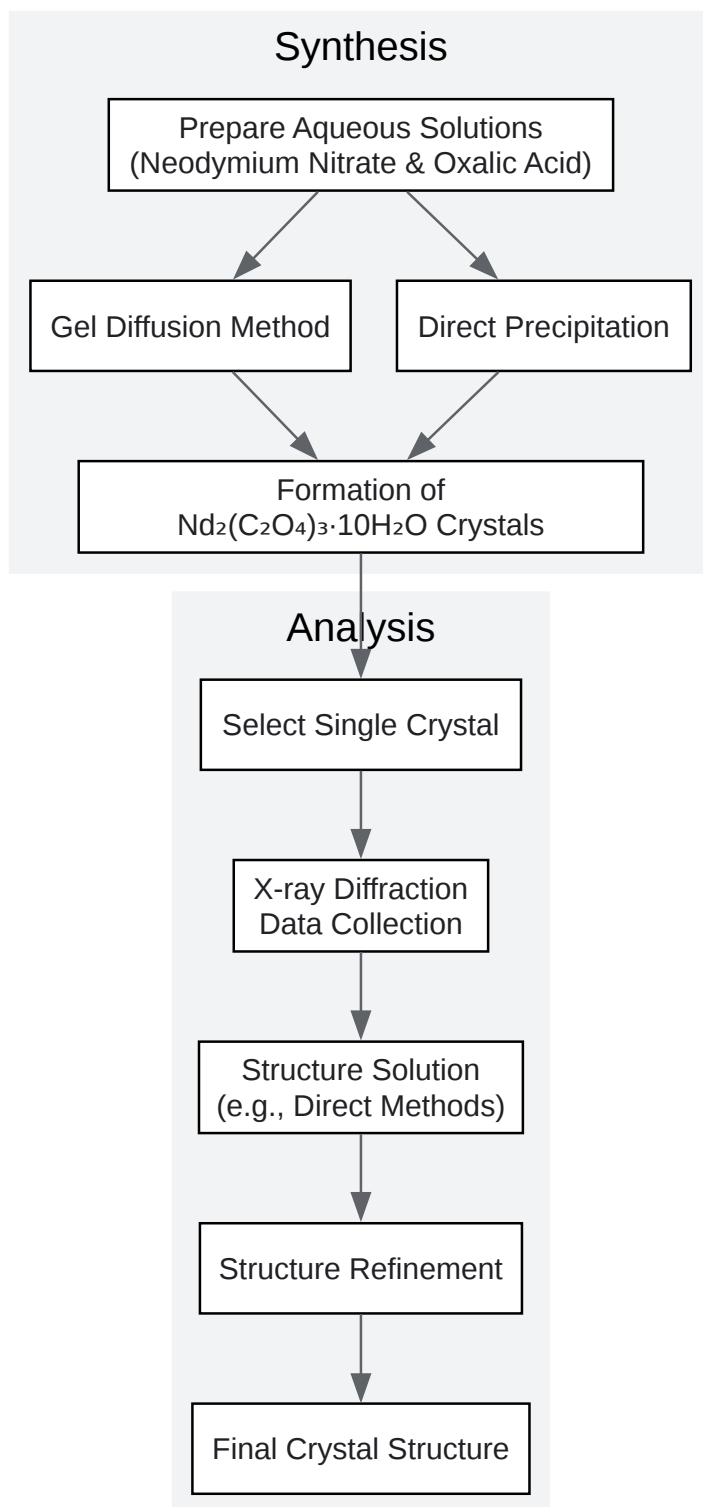 Synthesis
Prepare Aqueous Solutions
(Neodymium Nitrate & Oxalic Acid)
Gel Diffusion Method
Direct Precipitation
Formation of
Nd₂(C₂O₄)₃·10H₂O Crystals
Analysis
Select Single Crystal
X-ray Diffraction
Data Collection
Structure Solution
(e.g., Direct Methods)
Structure Refinement
Final Crystal Structure